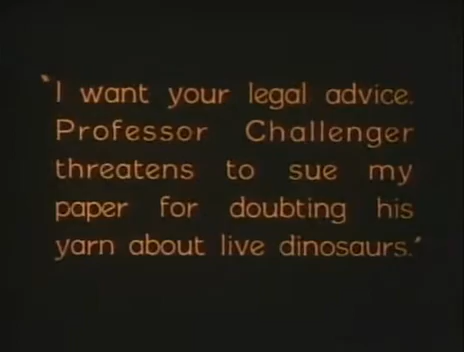 "I want your legal advice.
Professor Challenger
threatens to sue my
paper for doubting his
yarn about live dinosaurs."